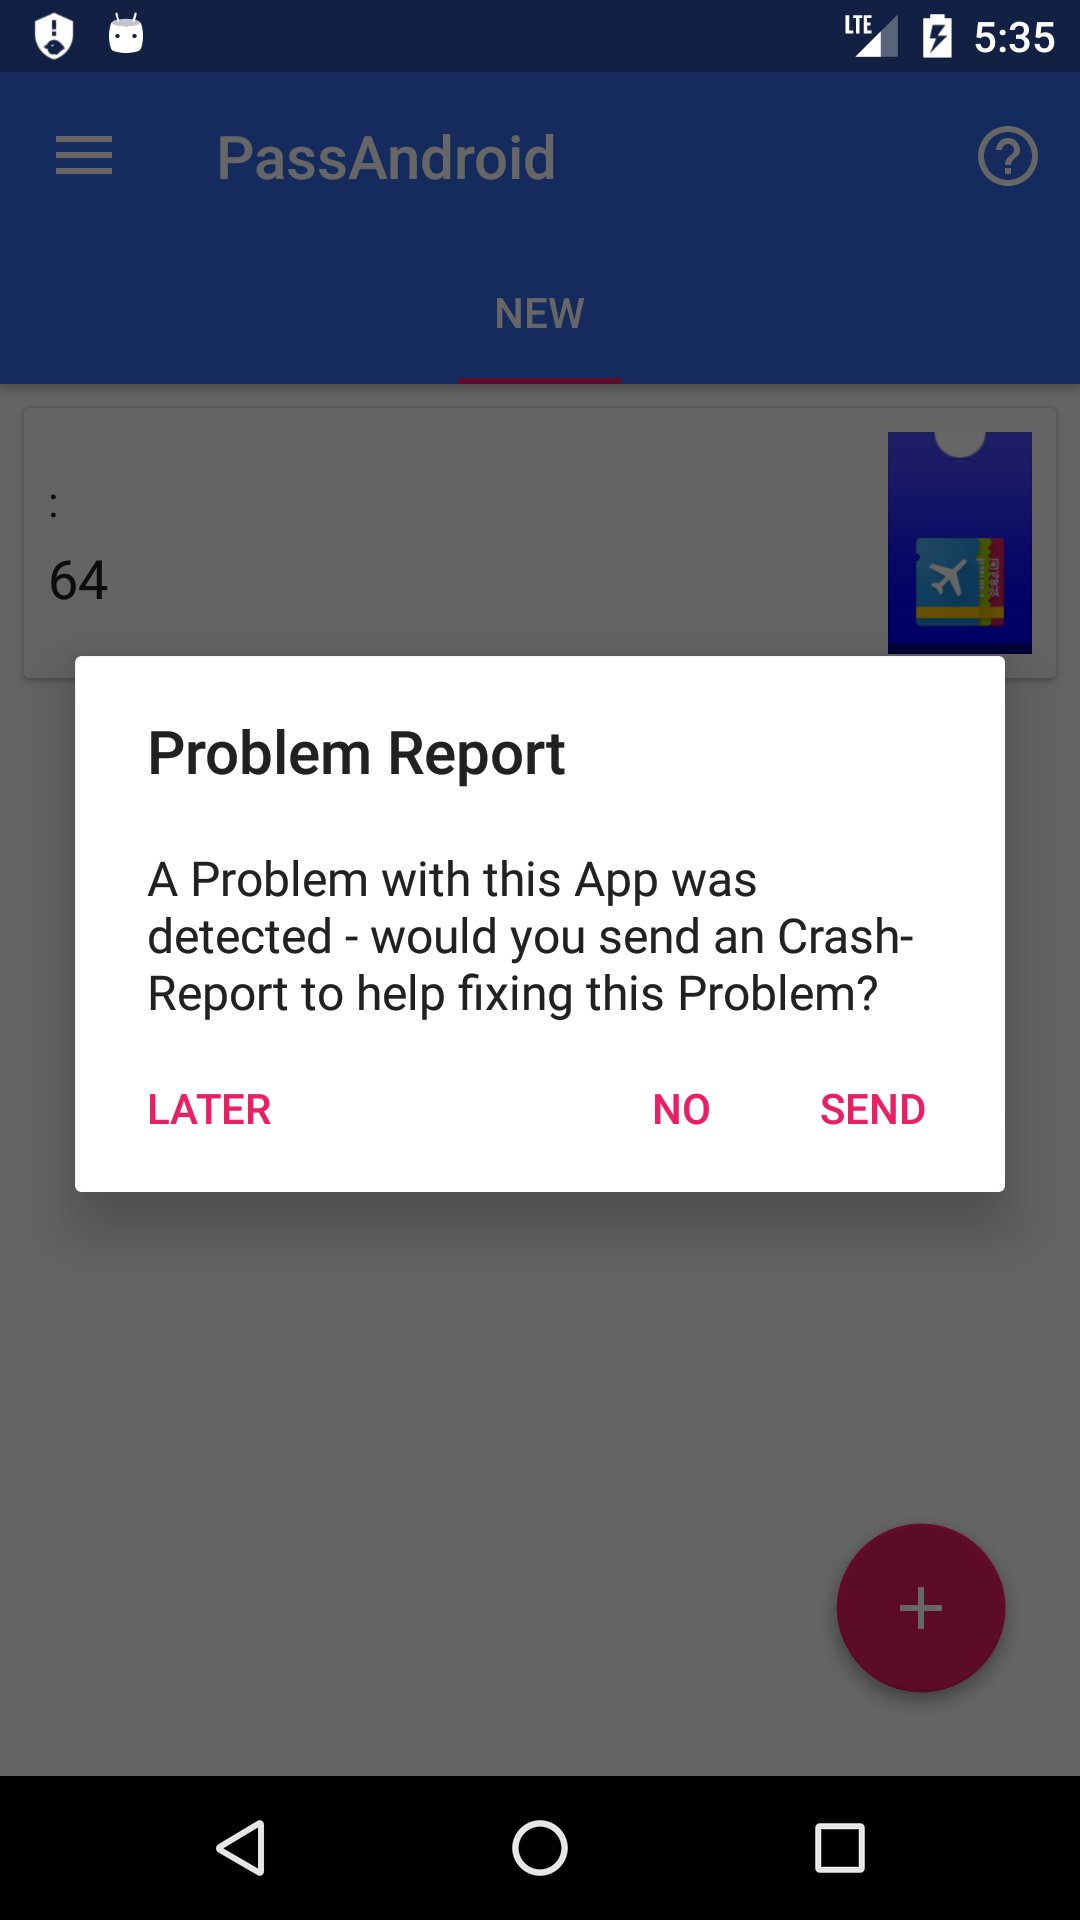 LTE 5:35
PassAndroid
NEW
:
64
Problem Report
A Problem with this App was
detected - would you send an Crash-
Report to help fixing this Problem?
LATER NO SEND